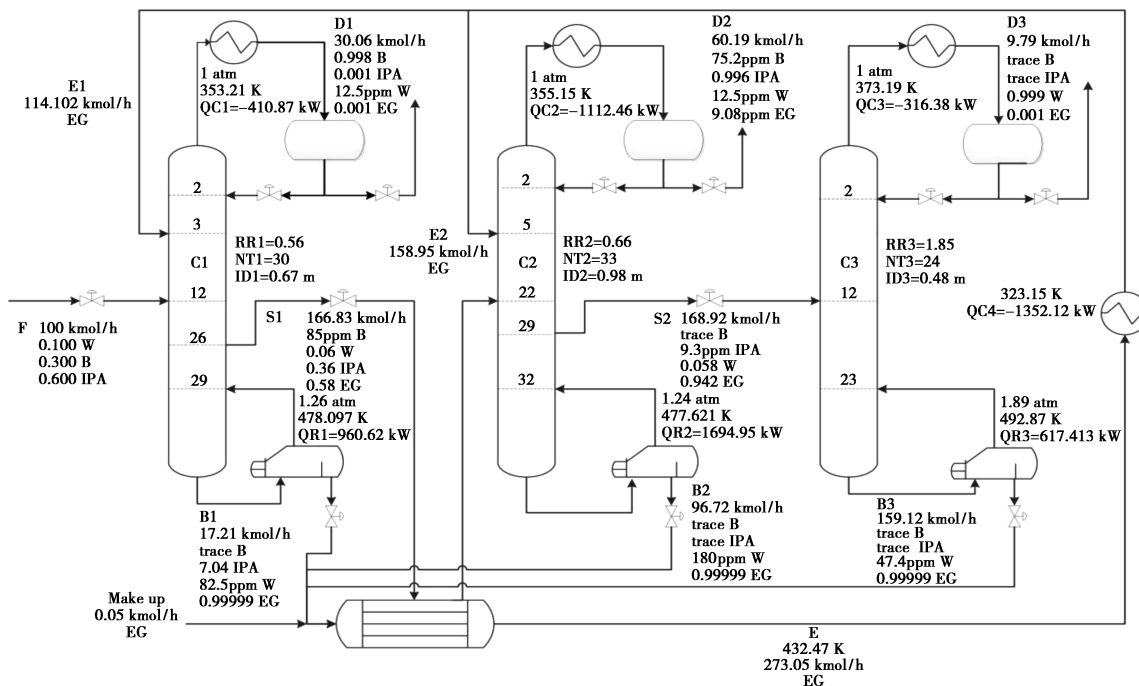 E1
114.102 kmol/h
EG
F 100 kmol/h
0.100 W
0.300 B
0.600 IPA
1 atm
353.21 K
QC1=−410.87 kW
D1
30.06 kmol/h
0.998 B
0.001 IPA
12.5ppm W
0.001 EG
2
3
C1
12
26
29
RR1=0.56
NT1=30
ID1=0.67 m
S1
166.83 kmol/h
85ppm B
0.06 W
0.36 IPA
0.58 EG
1.26 atm
478.097 K
QR1=960.62 kW
B1
17.21 kmol/h
trace B
7.04 IPA
82.5ppm W
0.99999 EG
Make up
0.05 kmol/h
EG
E2
158.95 kmol/h
EG
1 atm
355.15 K
QC2=−1112.46 kW
D2
60.19 kmol/h
75.2ppm B
0.996 IPA
12.5ppm W
9.08ppm EG
2
5
C2
22
29
32
RR2=0.66
NT2=33
ID2=0.98 m
S2
168.92 kmol/h
trace B
9.3ppm IPA
0.058 W
0.942 EG
1.24 atm
477.621 K
QR2=1694.95 kW
B2
96.72 kmol/h
trace B
trace IPA
180ppm W
0.99999 EG
1 atm
373.19 K
QC3=−316.38 kW
D3
9.79 kmol/h
trace B
trace IPA
0.999 W
0.001 EG
2
C3
12
23
RR3=1.85
NT3=24
ID3=0.48 m
323.15 K
QC4=−1352.12 kW
1.89 atm
492.87 K
QR3=617.413 kW
B3
159.12 kmol/h
trace B
trace IPA
47.4ppm W
0.99999 EG
E
432.47 K
273.05 kmol/h
EG